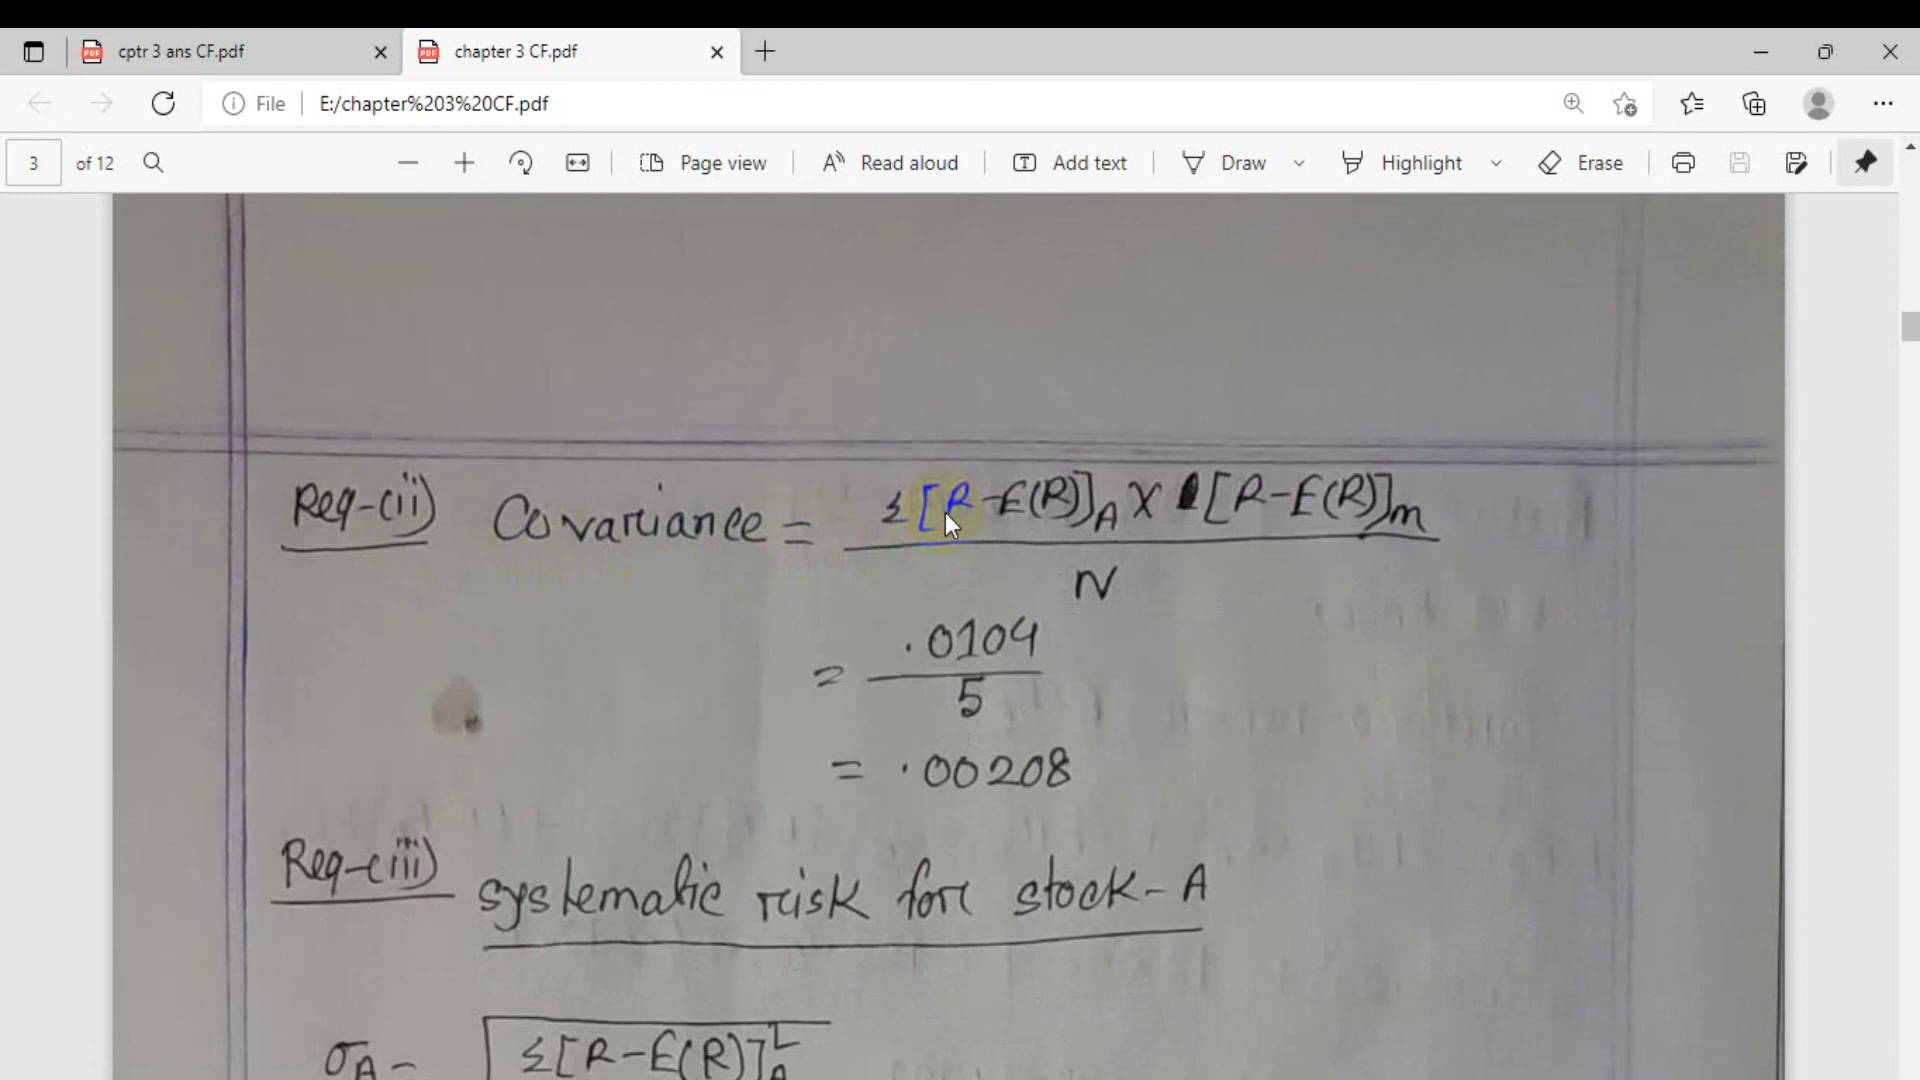 cptr 3 ans CF.pdf
chapter 3 CF.pdf
File
E:/chapter%203%20CF.pdf
3 of 12
Page view
Read aloud
Add text
Draw
Highlight
Erase
Req-(ii) Covariance = Σ[R-E(R)]A X [R-E(R)]m
N
= .0104
5
= .00208
Req-(iii) systematic risk for stock-A
σA = Σ[R-E(R)]²A